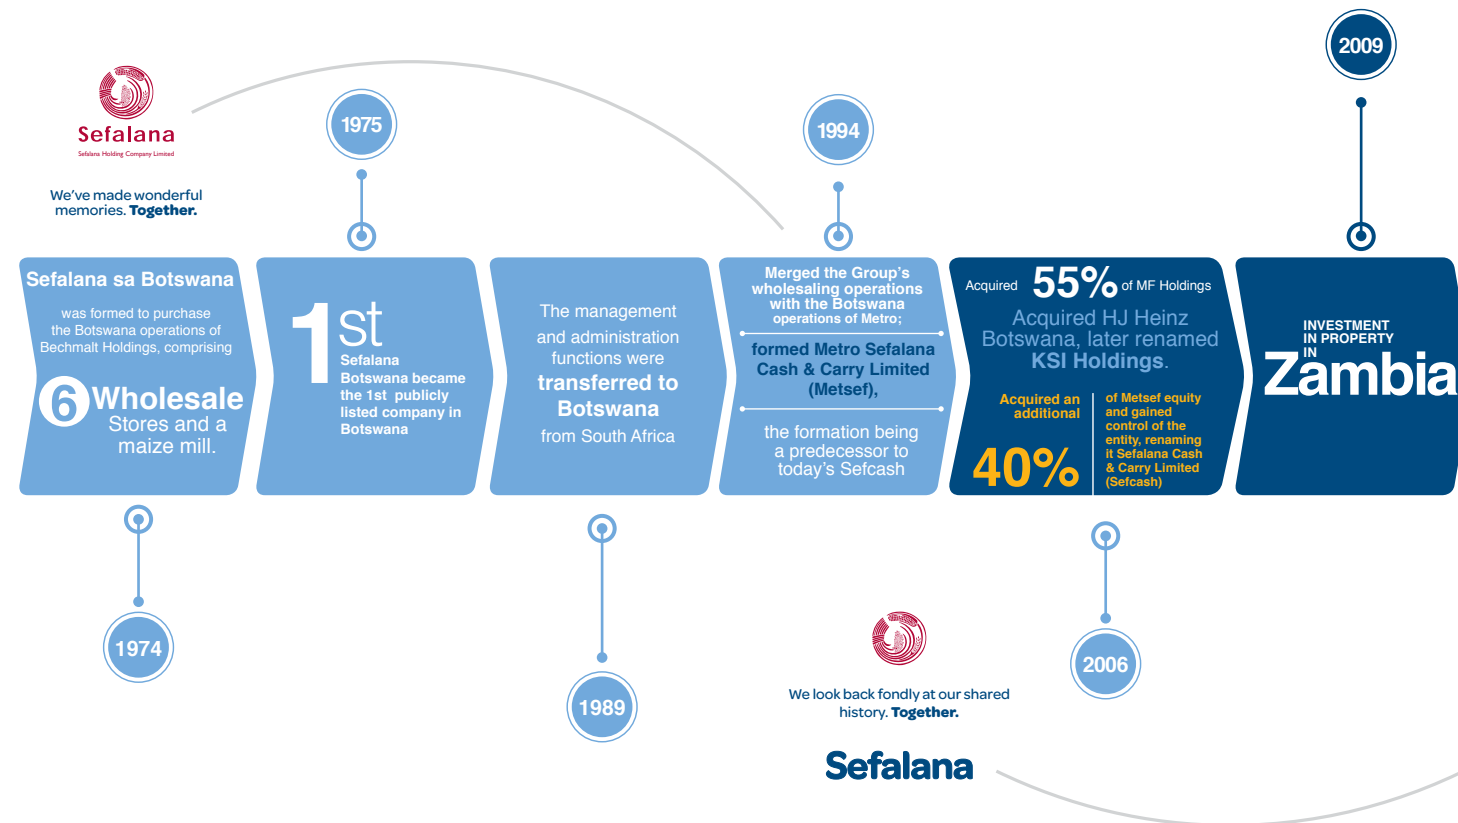 Sefalana
Sefalana Holding Company Limited
We've made wonderful
memories. Together.
1975
1994
2009
Sefalana sa Botswana
was formed to purchase
the Botswana operations of
Bechmalt Holdings, comprising
6 Wholesale
Stores and a
maize mill.
1st
Sefalana
Botswana became
the 1st publicly
listed company in
Botswana
The management
and administration
functions were
transferred to
Botswana
from South Africa
Merged the Group's
wholesaling operations
with the Botswana
operations of Metro;
formed Metro Sefalana
Cash & Carry Limited
(Metsef),
the formation being
a predecessor to
today's Sefcash
Acquired 55% of MF Holdings
Acquired HJ Heinz
Botswana, later renamed
KSI Holdings.
Acquired an
additional
40%
of Metsef equity
and gained
control of the
entity, renaming
it Sefalana Cash
& Carry Limited
(Sefcash)
INVESTMENT
IN PROPERTY
IN
Zambia
1974
1989
2006
We look back fondly at our shared
history. Together.
Sefalana